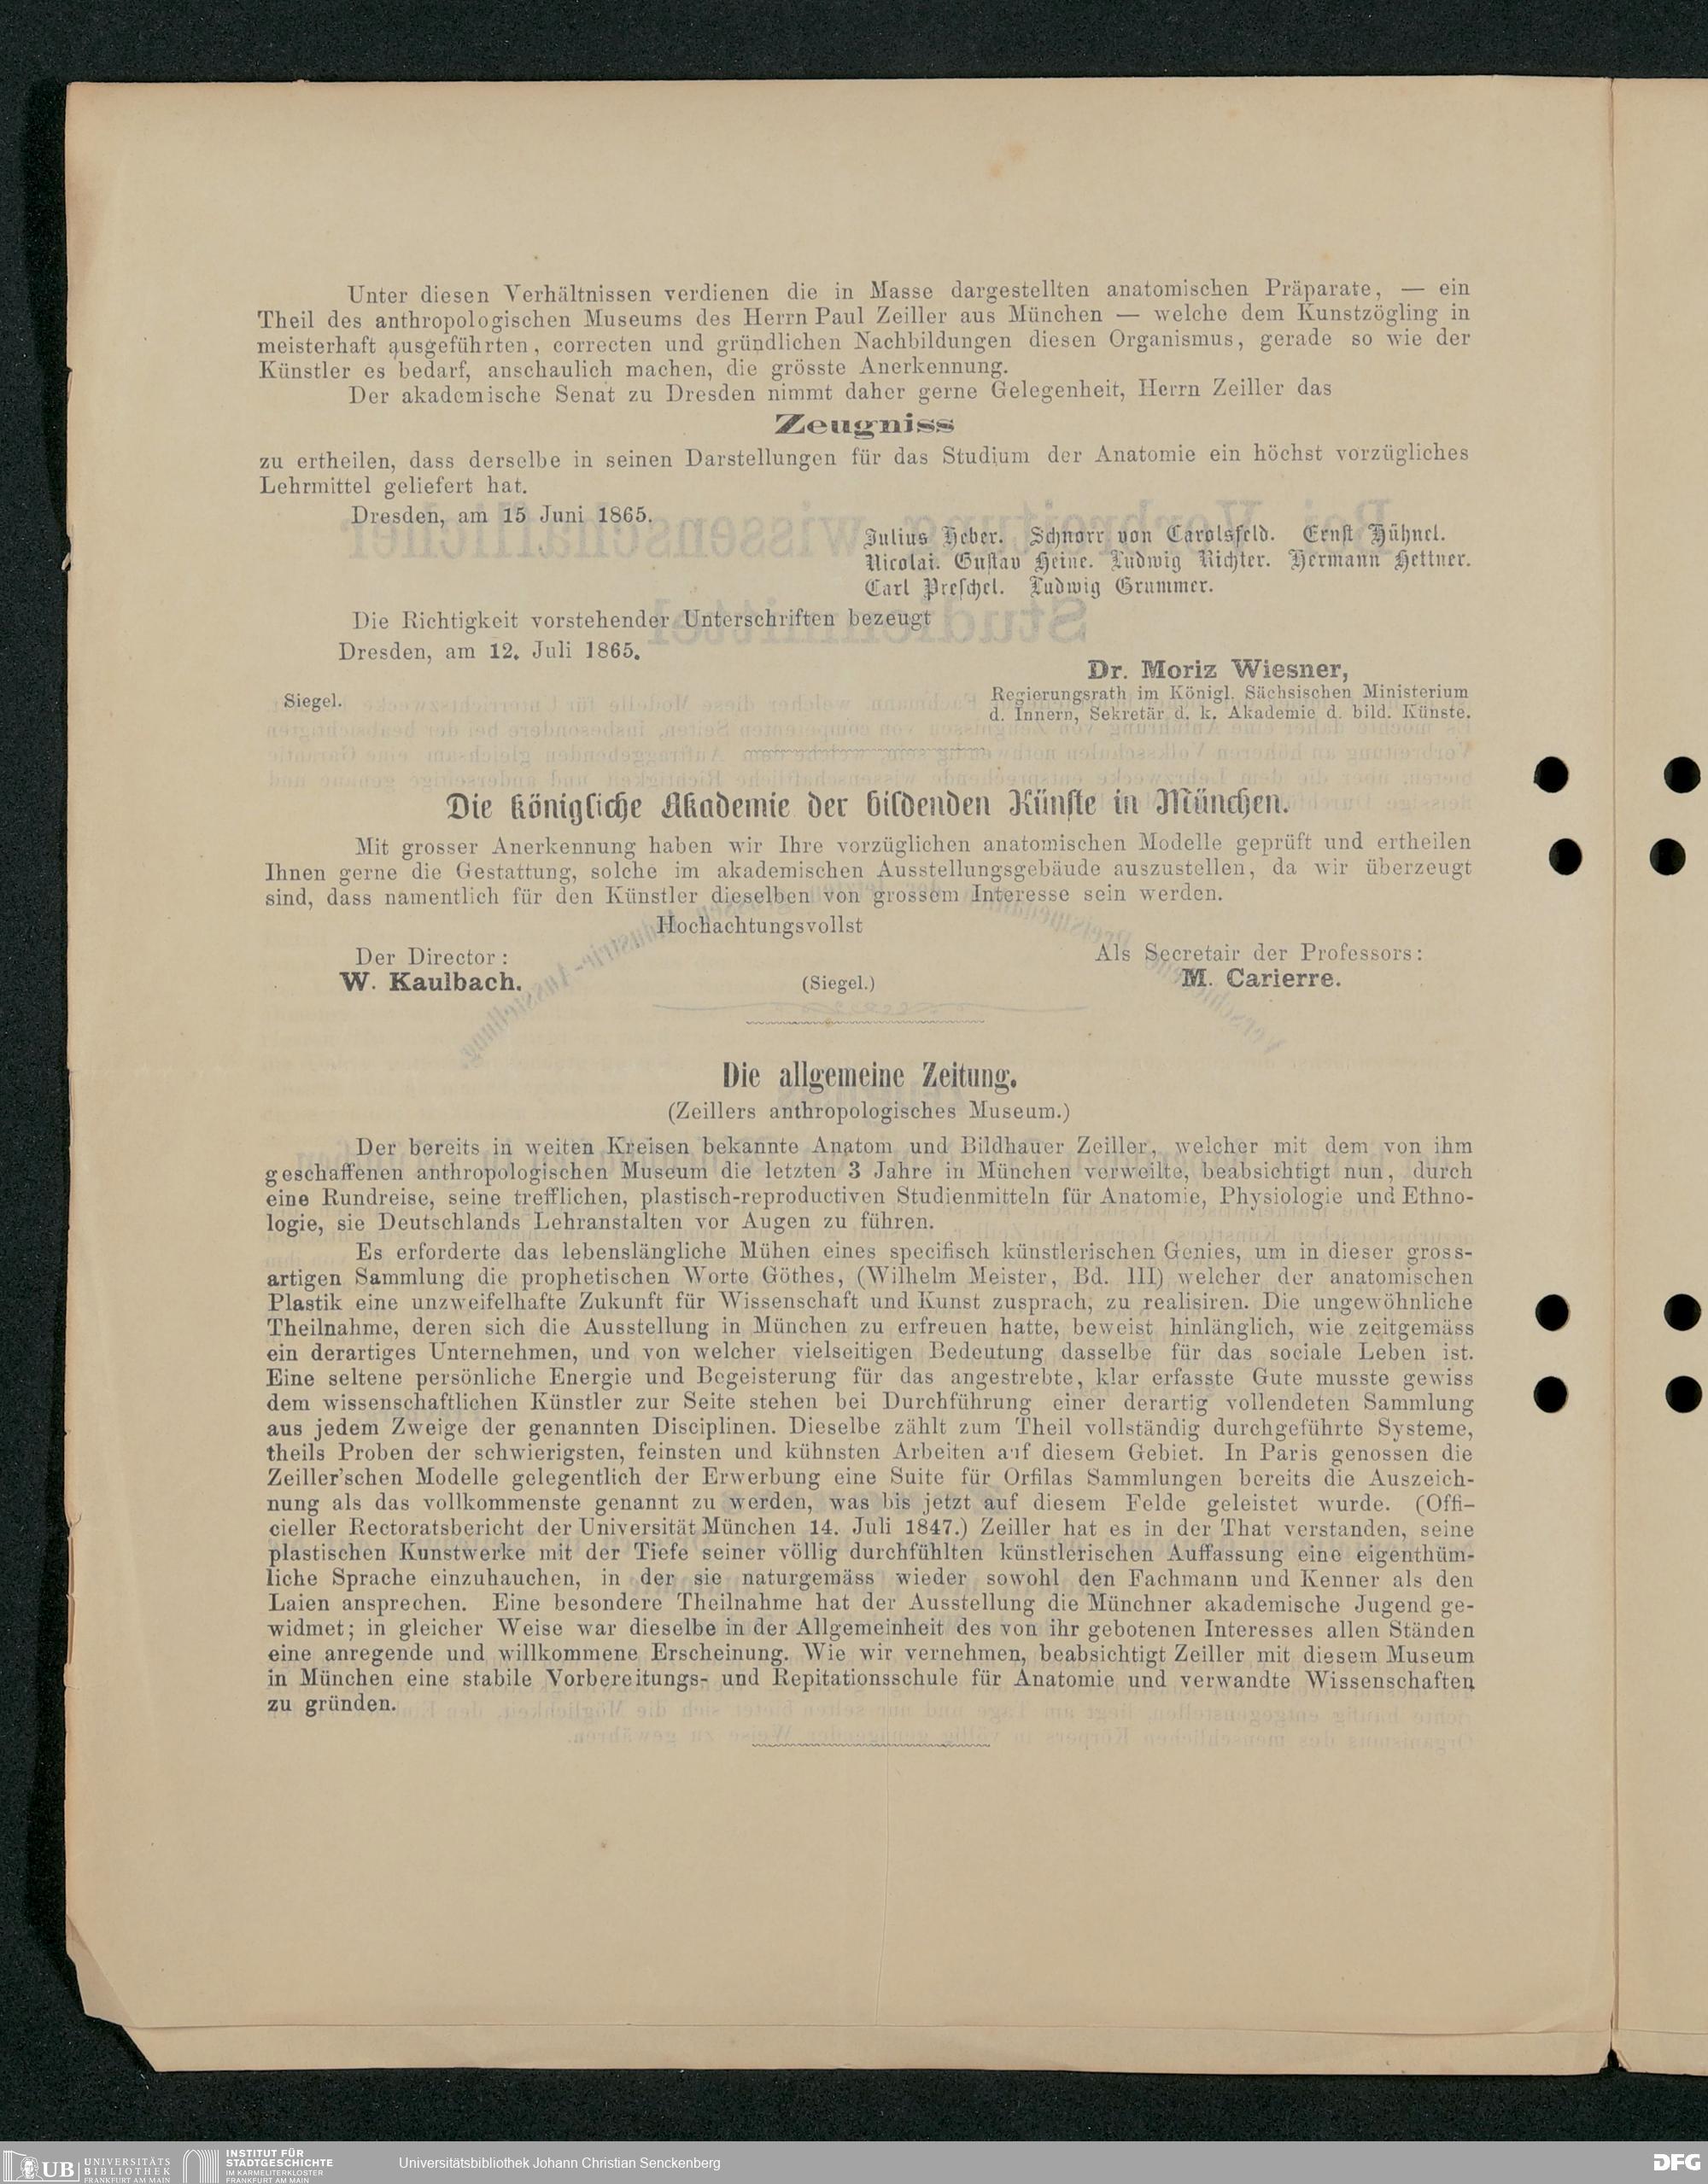 Unter diesen Verhältnissen verdienen die in Masse dargestellten anatomischen Präparate, — ein
Theil des anthropologischen Museums des Herrn Paul Zeiller aus München — welche dem Kunstzögling in
meisterhaft ausgeführten, correcten und gründlichen Nachbildungen diesen Organismus, gerade so wie der
Künstler es bedarf, anschaulich machen, die grösste Anerkennung.
Der akademische Senat zu Dresden nimmt daher gerne Gelegenheit, Herrn Zeiller das
Zeugniss
zu ertheilen, dass derselbe in seinen Darstellungen für das Studium der Anatomie ein höchst vorzügliches
Lehrmittel geliefert hat.
Dresden, am 15 Juni 1865.
Julius Heber. Schnorr von Carolsfeld. Ernst Hühnel.
Nicolai. Gustav Heine. Ludwig Richter. Hermann Hettner.
Carl Preschel. Ludwig Grummer.
Die Richtigkeit vorstehender Unterschriften bezeugt
Dresden, am 12. Juli 1865.
Dr. Moriz Wiesner,
Siegel.
Regierungsrath im Königl. Sächsischen Ministerium
d. Innern, Sekretär d. k. Akademie d. bild. Künste.
Die königliche Akademie der bildenden Künste in München.
Mit grosser Anerkennung haben wir Ihre vorzüglichen anatomischen Modelle geprüft und ertheilen
Ihnen gerne die Gestattung, solche im akademischen Ausstellungsgebäude auszustellen, da wir überzeugt
sind, dass namentlich für den Künstler dieselben von grossem Interesse sein werden.
Hochachtungsvollst
Der Director: Als Secretair der Professors:
W. Kaulbach. (Siegel.) M. Carierre.
Die allgemeine Zeitung.
(Zeillers anthropologisches Museum.)
Der bereits in weiten Kreisen bekannte Anatom und Bildhauer Zeiller, welcher mit dem von ihm
geschaffenen anthropologischen Museum die letzten 3 Jahre in München verweilte, beabsichtigt nun, durch
eine Rundreise, seine trefflichen, plastisch-reproductiven Studienmitteln für Anatomie, Physiologie und Ethno-
logie, sie Deutschlands Lehranstalten vor Augen zu führen.
Es erforderte das lebenslängliche Mühen eines specifisch künstlerischen Genies, um in dieser gross-
artigen Sammlung die prophetischen Worte Göthes, (Wilhelm Meister, Bd. III) welcher der anatomischen
Plastik eine unzweifelhafte Zukunft für Wissenschaft und Kunst zusprach, zu realisiren. Die ungewöhnliche
Theilnahme, deren sich die Ausstellung in München zu erfreuen hatte, beweist hinlänglich, wie zeitgemäss
ein derartiges Unternehmen, und von welcher vielseitigen Bedeutung dasselbe für das sociale Leben ist.
Eine seltene persönliche Energie und Begeisterung für das angestrebte, klar erfasste Gute musste gewiss
dem wissenschaftlichen Künstler zur Seite stehen bei Durchführung einer derartig vollendeten Sammlung
aus jedem Zweige der genannten Disciplinen. Dieselbe zählt zum Theil vollständig durchgeführte Systeme,
theils Proben der schwierigsten, feinsten und kühnsten Arbeiten auf diesem Gebiet. In Paris genossen die
Zeiller'schen Modelle gelegentlich der Erwerbung eine Suite für Orfilas Sammlungen bereits die Auszeich-
nung als das vollkommenste genannt zu werden, was bis jetzt auf diesem Felde geleistet wurde. (Offi-
cieller Rectoratsbericht der Universität München 14. Juli 1847.) Zeiller hat es in der That verstanden, seine
plastischen Kunstwerke mit der Tiefe seiner völlig durchfühlten künstlerischen Auffassung eine eigenthüm-
liche Sprache einzuhauchen, in der sie naturgemäss wieder sowohl den Fachmann und Kenner als den
Laien ansprechen. Eine besondere Theilnahme hat der Ausstellung die Münchner akademische Jugend ge-
widmet; in gleicher Weise war dieselbe in der Allgemeinheit des von ihr gebotenen Interesses allen Ständen
eine anregende und willkommene Erscheinung. Wie wir vernehmen, beabsichtigt Zeiller mit diesem Museum
in München eine stabile Vorbereitungs- und Repitationsschule für Anatomie und verwandte Wissenschaften
zu gründen.
UB UNIVERSITÄTS
BIBLIOTHEK
FRANKFURT AM MAIN
INSTITUT FÜR
STADTGESCHICHTE
IM KARMELITERKLOSTER
FRANKFURT AM MAIN
Universitätsbibliothek Johann Christian Senckenberg
DFG